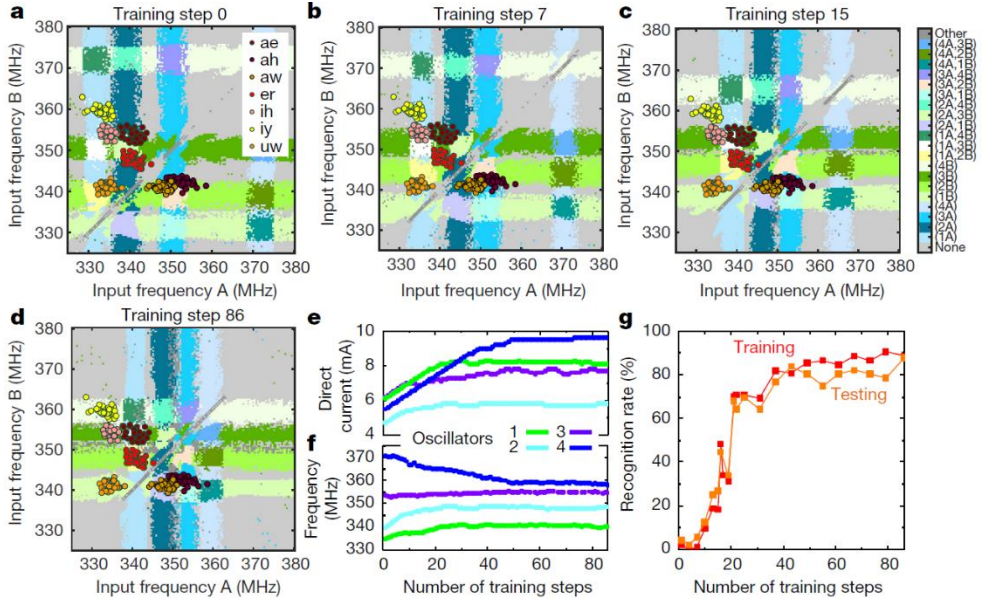 a
Training step 0
Input frequency B (MHz)
380
370
360
350
340
330
330
340
350
360
370
380
Input frequency A (MHz)
ae
ah
aw
er
ih
iy
uw
b
Training step 7
Input frequency B (MHz)
370
360
350
340
330
330
340
350
360
370
380
Input frequency A (MHz)
c
Training step 15
Input frequency B (MHz)
370
360
350
340
330
330
340
350
360
370
380
Input frequency A (MHz)
Other
(4A,3B)
(4A,2B)
(4A,1B)
(3A,4B)
(3A,2B)
(3A,1B)
(2A,4B)
(2A,3B)
(2A,1B)
(1A,4B)
(1A,3B)
(1A,2B)
(4B)
(3B)
(2B)
(1B)
(4A)
(3A)
(2A)
(1A)
None
d
Training step 86
Input frequency B (MHz)
380
370
360
350
340
330
330
340
350
360
370
380
Input frequency A (MHz)
e
Direct
current (mA)
10
8
6
4
f
Oscillators
1
3
2
4
Frequency
(MHz)
370
350
330
0
20
40
60
80
Number of training steps
g
Recognition rate (%)
100
80
60
40
20
0
Training
Testing
0
20
40
60
80
Number of training steps